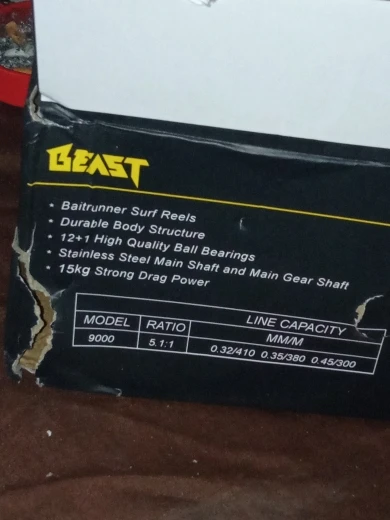 BEAST
• Baitrunner Surf Reels
• Durable Body Structure
• 12+1 High Quality Ball Bearings
• Stainless Steel Main Shaft and Main Gear Shaft
• 15kg Strong Drag Power
MODEL RATIO LINE CAPACITY
MM/M
9000 5.1:1 0.32/410 0.35/380 0.45/300